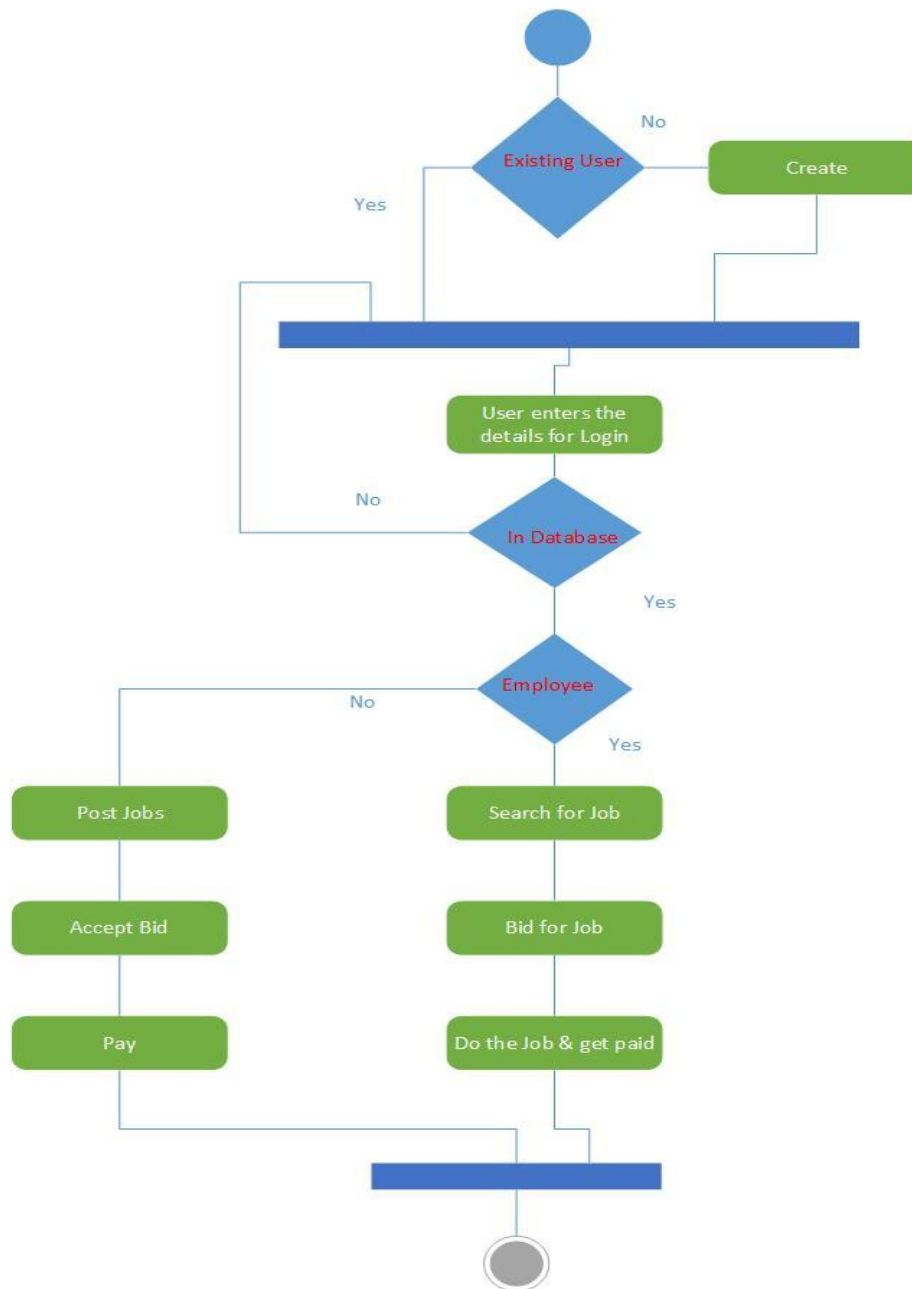 No
Existing User
Create
Yes
User enters the
details for Login
No
In Database
Yes
Employee
No
Yes
Post Jobs
Search for Job
Accept Bid
Bid for Job
Pay
Do the Job & get paid